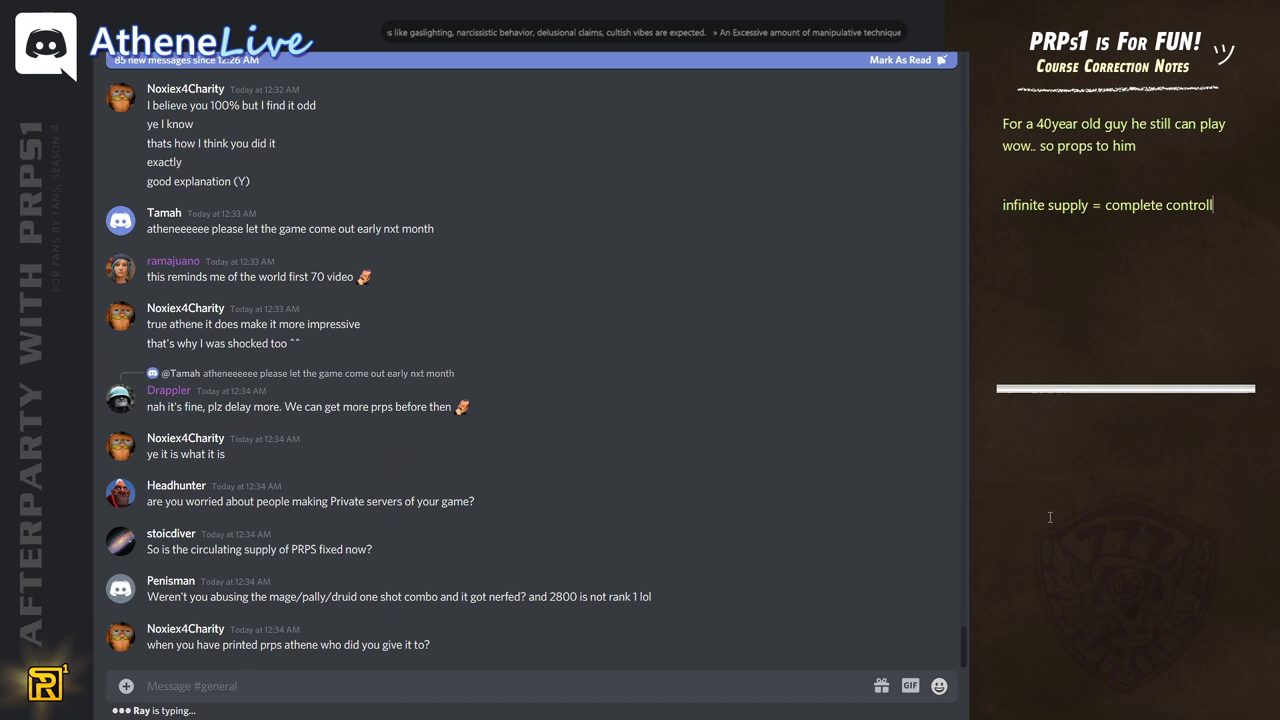 AtheneLive
s like gaslighting, narcissistic behavior, delusional claims, cultish vibes are expected. » An Excessive amount of manipulative technique
85 new messages since 12:26 AM
Mark As Read
Noxiex4Charity Today at 12:32 AM
I believe you 100% but I find it odd
ye I know
thats how I think you did it
exactly
good explanation (Y)
Tamah Today at 12:33 AM
atheneeeeee please let the game come out early nxt month
ramajuano Today at 12:33 AM
this reminds me of the world first 70 video
Noxiex4Charity Today at 12:33 AM
true athene it does make it more impressive
that's why I was shocked too ^^
@Tamah atheneeeeee please let the game come out early nxt month
Drappler Today at 12:34 AM
nah it's fine, plz delay more. We can get more prps before then
Noxiex4Charity Today at 12:34 AM
ye it is what it is
Headhunter Today at 12:34 AM
are you worried about people making Private servers of your game?
stoicdiver Today at 12:34 AM
So is the circulating supply of PRPS fixed now?
Penisman Today at 12:34 AM
Weren't you abusing the mage/pally/druid one shot combo and it got nerfed? and 2800 is not rank 1 lol
Noxiex4Charity Today at 12:34 AM
when you have printed prps athene who did you give it to?
Message #general
GIF
Ray is typing...
AFTERPARTY WITH PRPS1
FOR FANS BY FANS, SEASON 4
PRPS1 IS FOR FUN!
COURSE CORRECTION NOTES
ツ
For a 40year old guy he still can play
wow.. so props to him
infinite supply = complete controll